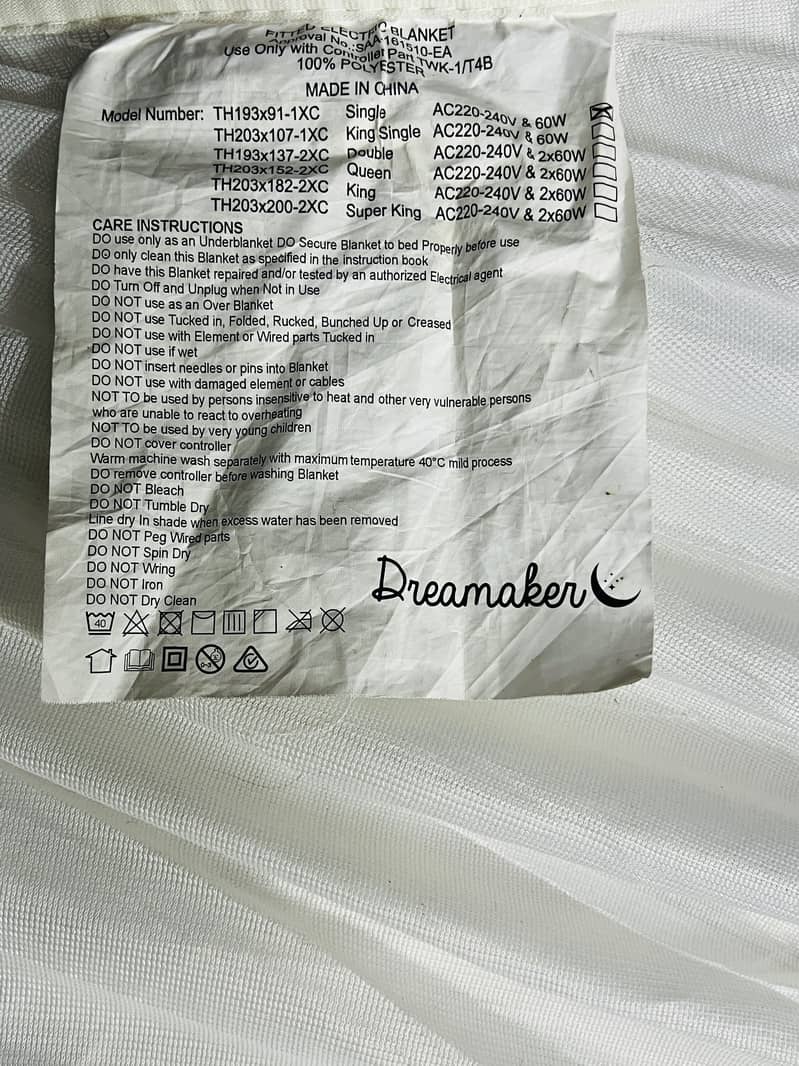 FITTED ELECTRIC BLANKET
Approval No.:SAA-161510-EA
Use Only with Controller Part TWK-1/T4B
100% POLYESTER
MADE IN CHINA
Model Number: TH193x91-1XC Single AC220-240V & 60W
TH203x107-1XC King Single AC220-240V & 60W
TH193x137-2XC Double AC220-240V & 2x60W
TH203x152-2XC Queen AC220-240V & 2x60W
TH203x182-2XC King AC220-240V & 2x60W
TH203x200-2XC Super King AC220-240V & 2x60W
CARE INSTRUCTIONS
DO use only as an Underblanket DO Secure Blanket to bed Properly before use
DO only clean this Blanket as specified in the instruction book
DO have this Blanket repaired and/or tested by an authorized Electrical agent
DO Turn Off and Unplug when Not in Use
DO NOT use as an Over Blanket
DO NOT use Tucked in, Folded, Rucked, Bunched Up or Creased
DO NOT use with Element or Wired parts Tucked in
DO NOT use if wet
DO NOT insert needles or pins into Blanket
DO NOT use with damaged element or cables
NOT TO be used by persons insensitive to heat and other very vulnerable persons
who are unable to react to overheating
NOT TO be used by very young children
DO NOT cover controller
Warm machine wash separately with maximum temperature 40°C mild process
DO remove controller before washing Blanket
DO NOT Bleach
DO NOT Tumble Dry
Line dry In shade when excess water has been removed
DO NOT Peg Wired parts
DO NOT Spin Dry
DO NOT Wring
DO NOT Iron
DO NOT Dry Clean
Dreamaker
40
0-3